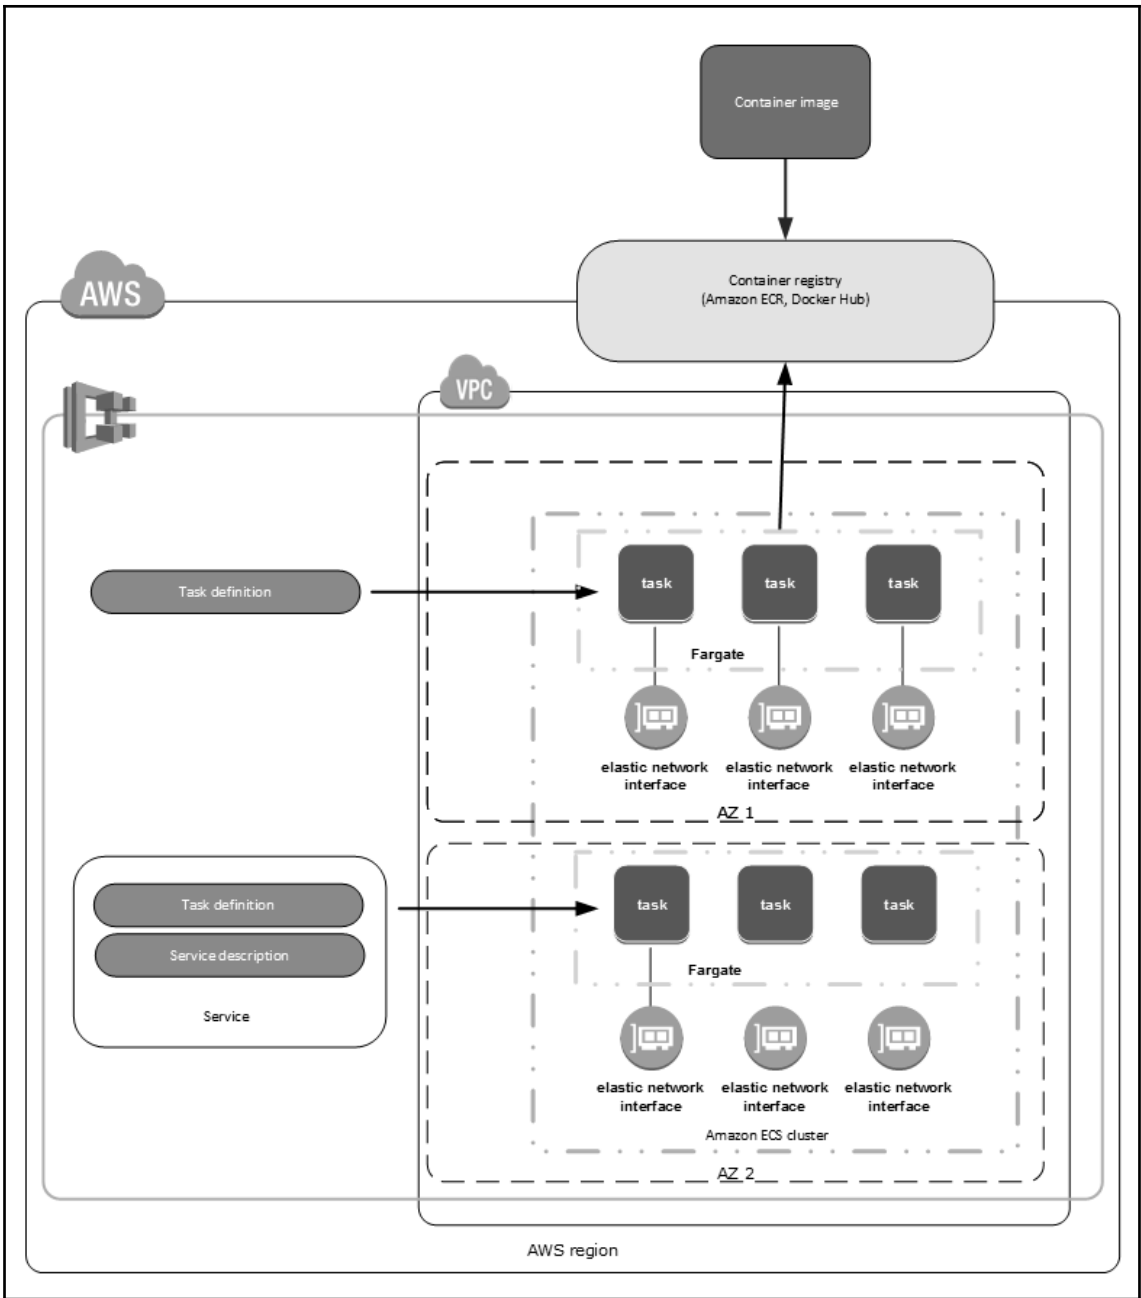 Container image
Container registry
(Amazon ECR, Docker Hub)
AWS
VPC
task
task
task
Task definition
Fargate
elastic network
interface
elastic network
interface
elastic network
interface
AZ 1
Task definition
Service description
Service
task
task
task
Fargate
elastic network
interface
elastic network
interface
elastic network
interface
Amazon ECS cluster
AZ 2
AWS region